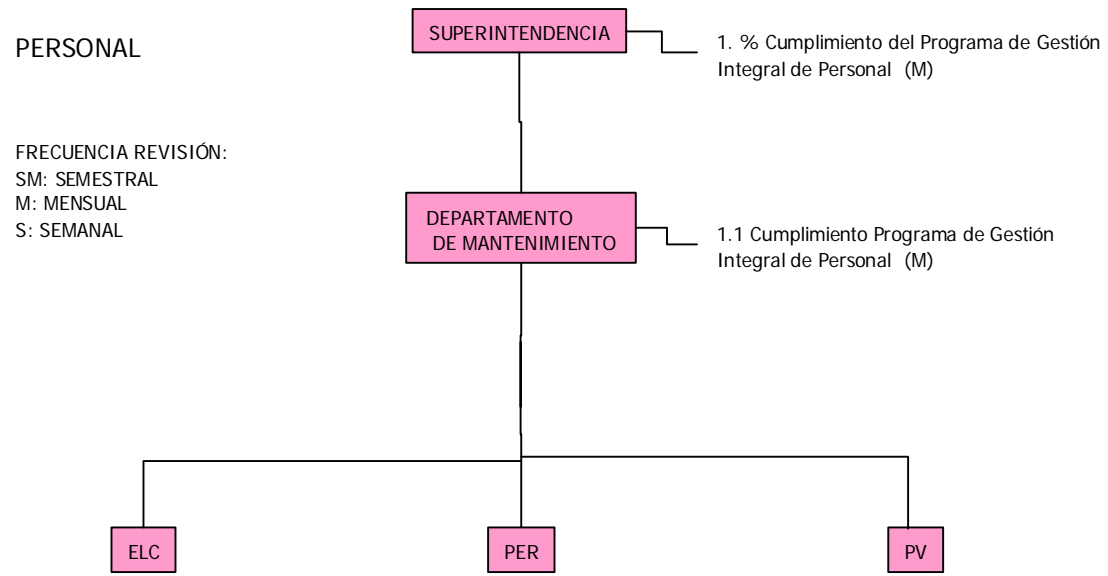 PERSONAL
SUPERINTENDENCIA
1. % Cumplimiento del Programa de Gestión
Integral de Personal (M)
FRECUENCIA REVISIÓN:
SM: SEMESTRAL
M: MENSUAL
S: SEMANAL
DEPARTAMENTO
DE MANTENIMIENTO
1.1 Cumplimiento Programa de Gestión
Integral de Personal (M)
ELC
PER
PV